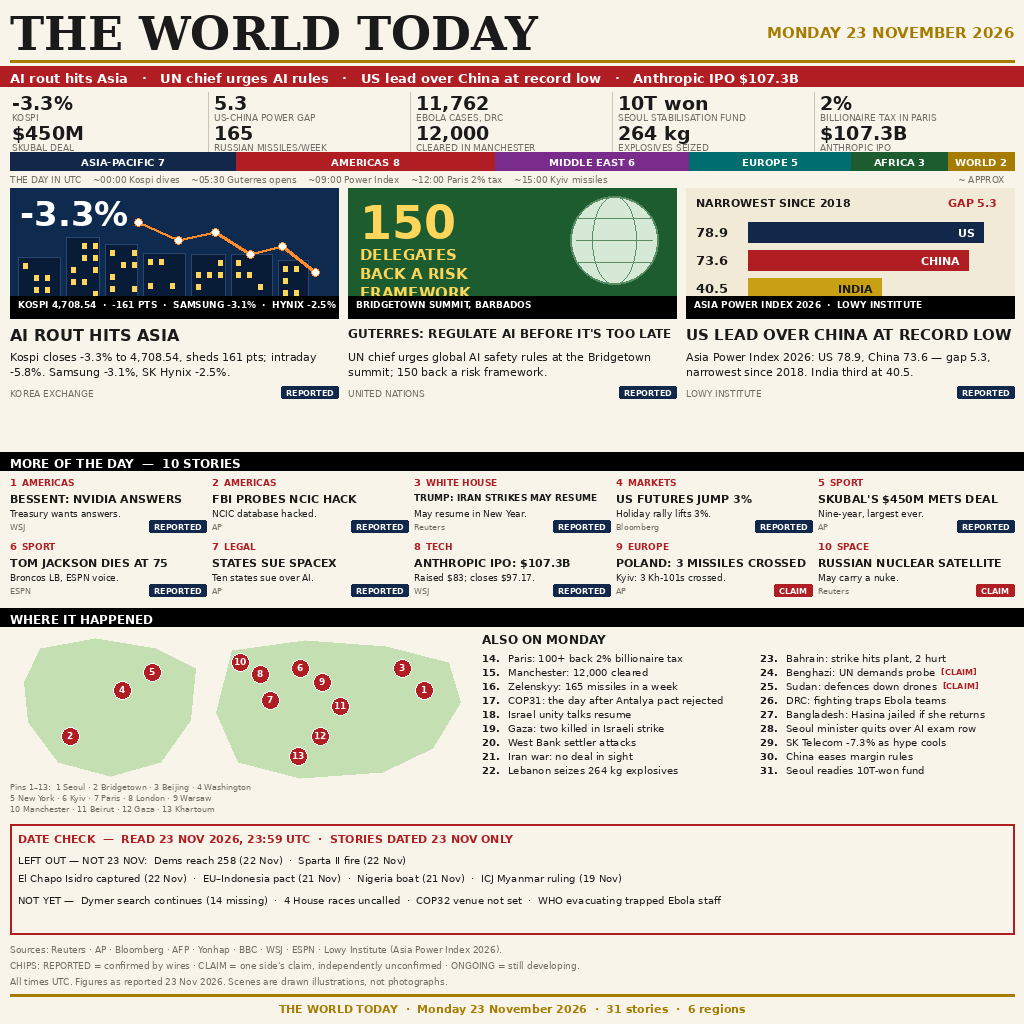 THE WORLD TODAY
MONDAY 23 NOVEMBER 2026
AI rout hits Asia · UN chief urges AI rules · US lead over China at record low · Anthropic IPO $107.3B
-3.3%
KOSPI
5.3
US-CHINA POWER GAP
11,762
EBOLA CASES, DRC
10T won
SEOUL STABILISATION FUND
2%
BILLIONAIRE TAX IN PARIS
$450M
SKUBAL DEAL
165
RUSSIAN MISSILES/WEEK
12,000
CLEARED IN MANCHESTER
264 kg
EXPLOSIVES SEIZED
$107.3B
ANTHROPIC IPO
ASIA-PACIFIC 7
AMERICAS 8
MIDDLE EAST 6
EUROPE 5
AFRICA 3
WORLD 2
THE DAY IN UTC ~00:00 Kospi dives ~05:30 Guterres opens ~09:00 Power Index ~12:00 Paris 2% tax ~15:00 Kyiv missiles
~ APPROX
-3.3%
KOSPI 4,708.54 · -161 PTS · SAMSUNG -3.1% · HYNIX -2.5%
150
DELEGATES
BACK A RISK
FRAMEWORK
BRIDGETOWN SUMMIT, BARBADOS
NARROWEST SINCE 2018
GAP 5.3
78.9
US
73.6
CHINA
40.5
INDIA
ASIA POWER INDEX 2026 · LOWY INSTITUTE
AI ROUT HITS ASIA
Kospi closes -3.3% to 4,708.54, sheds 161 pts; intraday
-5.8%. Samsung -3.1%, SK Hynix -2.5%.
KOREA EXCHANGE
REPORTED
GUTERRES: REGULATE AI BEFORE IT'S TOO LATE
UN chief urges global AI safety rules at the Bridgetown
summit; 150 back a risk framework.
UNITED NATIONS
REPORTED
US LEAD OVER CHINA AT RECORD LOW
Asia Power Index 2026: US 78.9, China 73.6 — gap 5.3,
narrowest since 2018. India third at 40.5.
LOWY INSTITUTE
REPORTED
MORE OF THE DAY — 10 STORIES
1 AMERICAS
BESSENT: NVIDIA ANSWERS
Treasury wants answers.
WSJ
REPORTED
2 AMERICAS
FBI PROBES NCIC HACK
NCIC database hacked.
AP
REPORTED
3 WHITE HOUSE
TRUMP: IRAN STRIKES MAY RESUME
May resume in New Year.
Reuters
REPORTED
4 MARKETS
US FUTURES JUMP 3%
Holiday rally lifts 3%.
Bloomberg
REPORTED
5 SPORT
SKUBAL'S $450M METS DEAL
Nine-year, largest ever.
AP
REPORTED
6 SPORT
TOM JACKSON DIES AT 75
Broncos LB, ESPN voice.
ESPN
REPORTED
7 LEGAL
STATES SUE SPACEX
Ten states sue over AI.
AP
REPORTED
8 TECH
ANTHROPIC IPO: $107.3B
Raised $83; closes $97.17.
WSJ
REPORTED
9 EUROPE
POLAND: 3 MISSILES CROSSED
Kyiv: 3 Kh-101s crossed.
AP
CLAIM
10 SPACE
RUSSIAN NUCLEAR SATELLITE
May carry a nuke.
Reuters
CLAIM
WHERE IT HAPPENED
5
4
2
10
8
6
9
7
11
3
1
12
13
Pins 1–13: 1 Seoul · 2 Bridgetown · 3 Beijing · 4 Washington
5 New York · 6 Kyiv · 7 Paris · 8 London · 9 Warsaw
10 Manchester · 11 Beirut · 12 Gaza · 13 Khartoum
ALSO ON MONDAY
14. Paris: 100+ back 2% billionaire tax
15. Manchester: 12,000 cleared
16. Zelenskyy: 165 missiles in a week
17. COP31: the day after Antalya pact rejected
18. Israel unity talks resume
19. Gaza: two killed in Israeli strike
20. West Bank settler attacks
21. Iran war: no deal in sight
22. Lebanon seizes 264 kg explosives
23. Bahrain: strike hits plant, 2 hurt
24. Benghazi: UN demands probe [CLAIM]
25. Sudan: defences down drones [CLAIM]
26. DRC: fighting traps Ebola teams
27. Bangladesh: Hasina jailed if she returns
28. Seoul minister quits over AI exam row
29. SK Telecom -7.3% as hype cools
30. China eases margin rules
31. Seoul readies 10T-won fund
DATE CHECK — READ 23 NOV 2026, 23:59 UTC · STORIES DATED 23 NOV ONLY
LEFT OUT — NOT 23 NOV: Dems reach 258 (22 Nov) · Sparta II fire (22 Nov)
El Chapo Isidro captured (22 Nov) · EU–Indonesia pact (21 Nov) · Nigeria boat (21 Nov) · ICJ Myanmar ruling (19 Nov)
NOT YET — Dymer search continues (14 missing) · 4 House races uncalled · COP32 venue not set · WHO evacuating trapped Ebola staff
Sources: Reuters · AP · Bloomberg · AFP · Yonhap · BBC · WSJ · ESPN · Lowy Institute (Asia Power Index 2026).
CHIPS: REPORTED = confirmed by wires · CLAIM = one side's claim, independently unconfirmed · ONGOING = still developing.
All times UTC. Figures as reported 23 Nov 2026. Scenes are drawn illustrations, not photographs.
THE WORLD TODAY · Monday 23 November 2026 · 31 stories · 6 regions